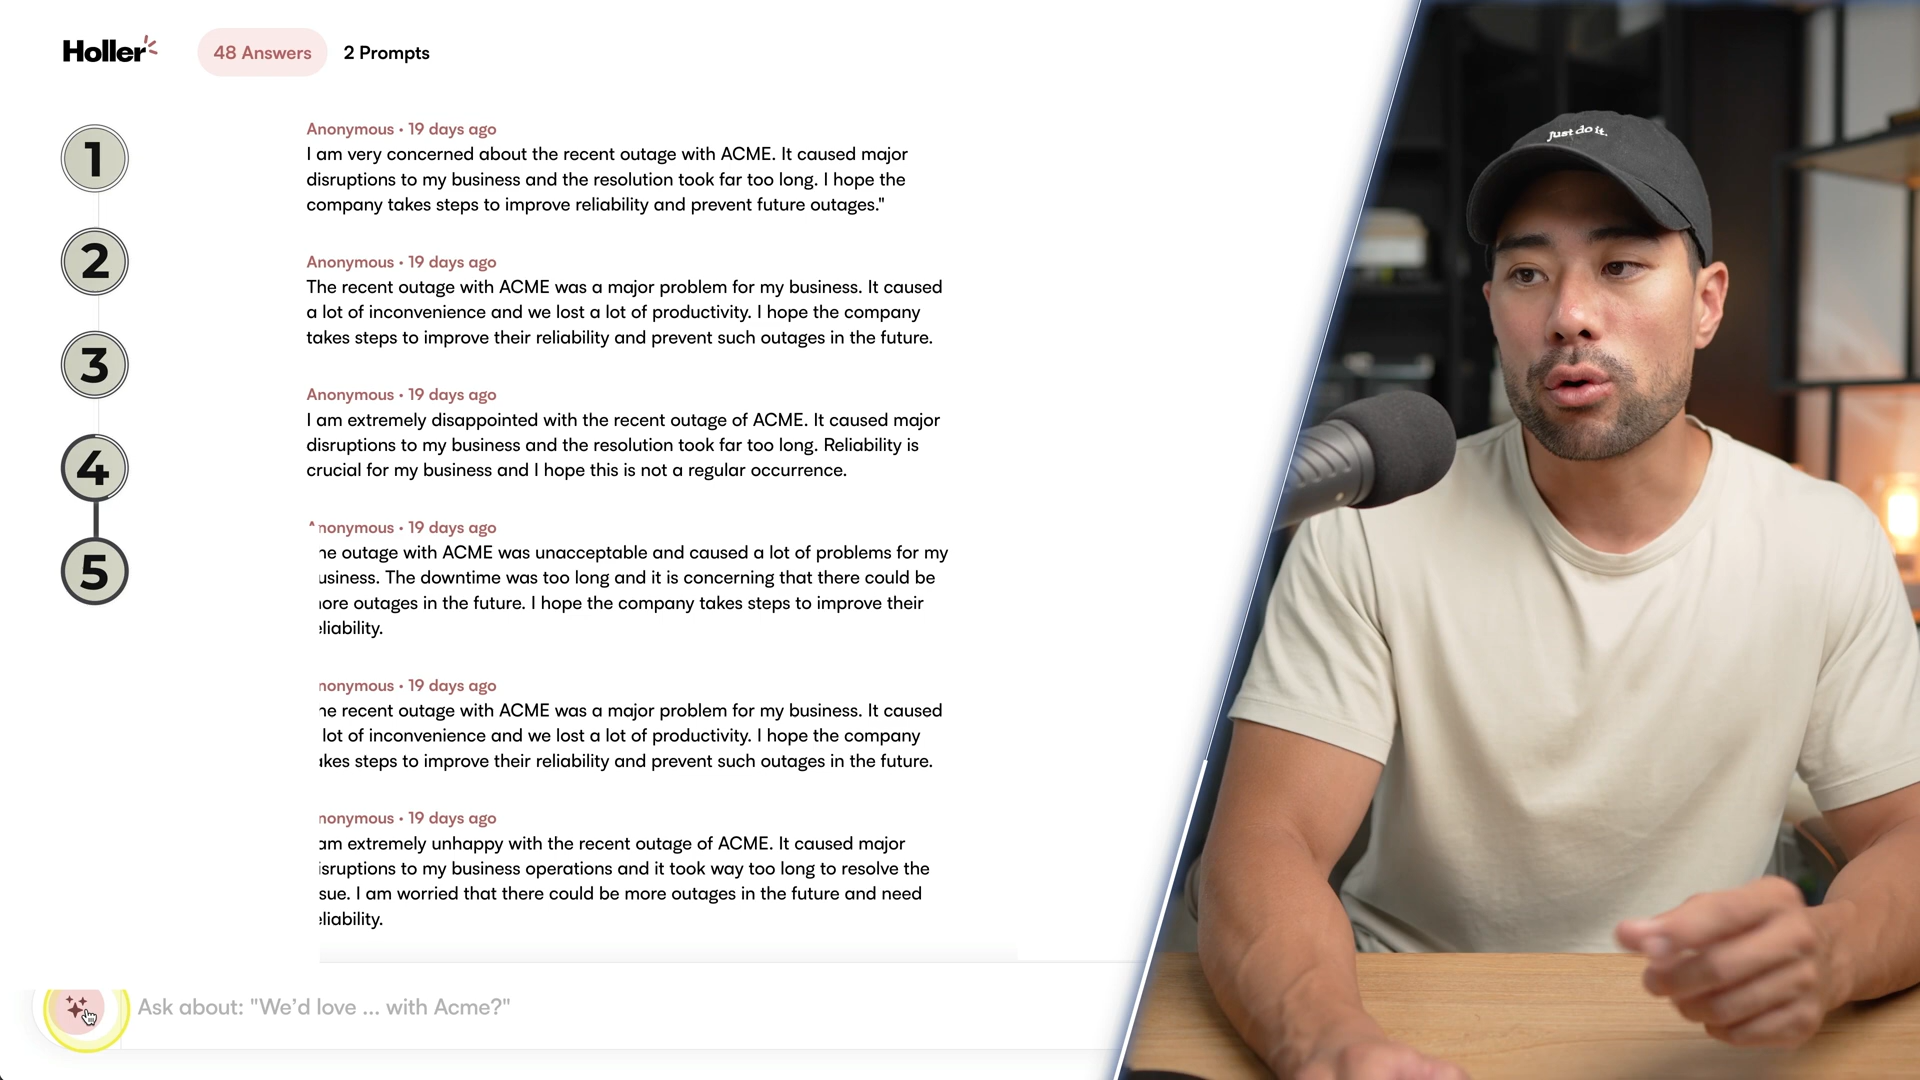 Holler
48 Answers
2 Prompts
1
2
3
4
5
Anonymous • 19 days ago
I am very concerned about the recent outage with ACME. It caused major
disruptions to my business and the resolution took far too long. I hope the
company takes steps to improve reliability and prevent future outages."
Anonymous • 19 days ago
The recent outage with ACME was a major problem for my business. It caused
a lot of inconvenience and we lost a lot of productivity. I hope the company
takes steps to improve their reliability and prevent such outages in the future.
Anonymous • 19 days ago
I am extremely disappointed with the recent outage of ACME. It caused major
disruptions to my business and the resolution took far too long. Reliability is
crucial for my business and I hope this is not a regular occurrence.
nonymous • 19 days ago
he outage with ACME was unacceptable and caused a lot of problems for my
usiness. The downtime was too long and it is concerning that there could be
ore outages in the future. I hope the company takes steps to improve their
eliability.
nonymous • 19 days ago
he recent outage with ACME was a major problem for my business. It caused
lot of inconvenience and we lost a lot of productivity. I hope the company
akes steps to improve their reliability and prevent such outages in the future.
nonymous • 19 days ago
am extremely unhappy with the recent outage of ACME. It caused major
isruptions to my business operations and it took way too long to resolve the
sue. I am worried that there could be more outages in the future and need
eliability.
Ask about: "We'd love ... with Acme?"
Just do it.